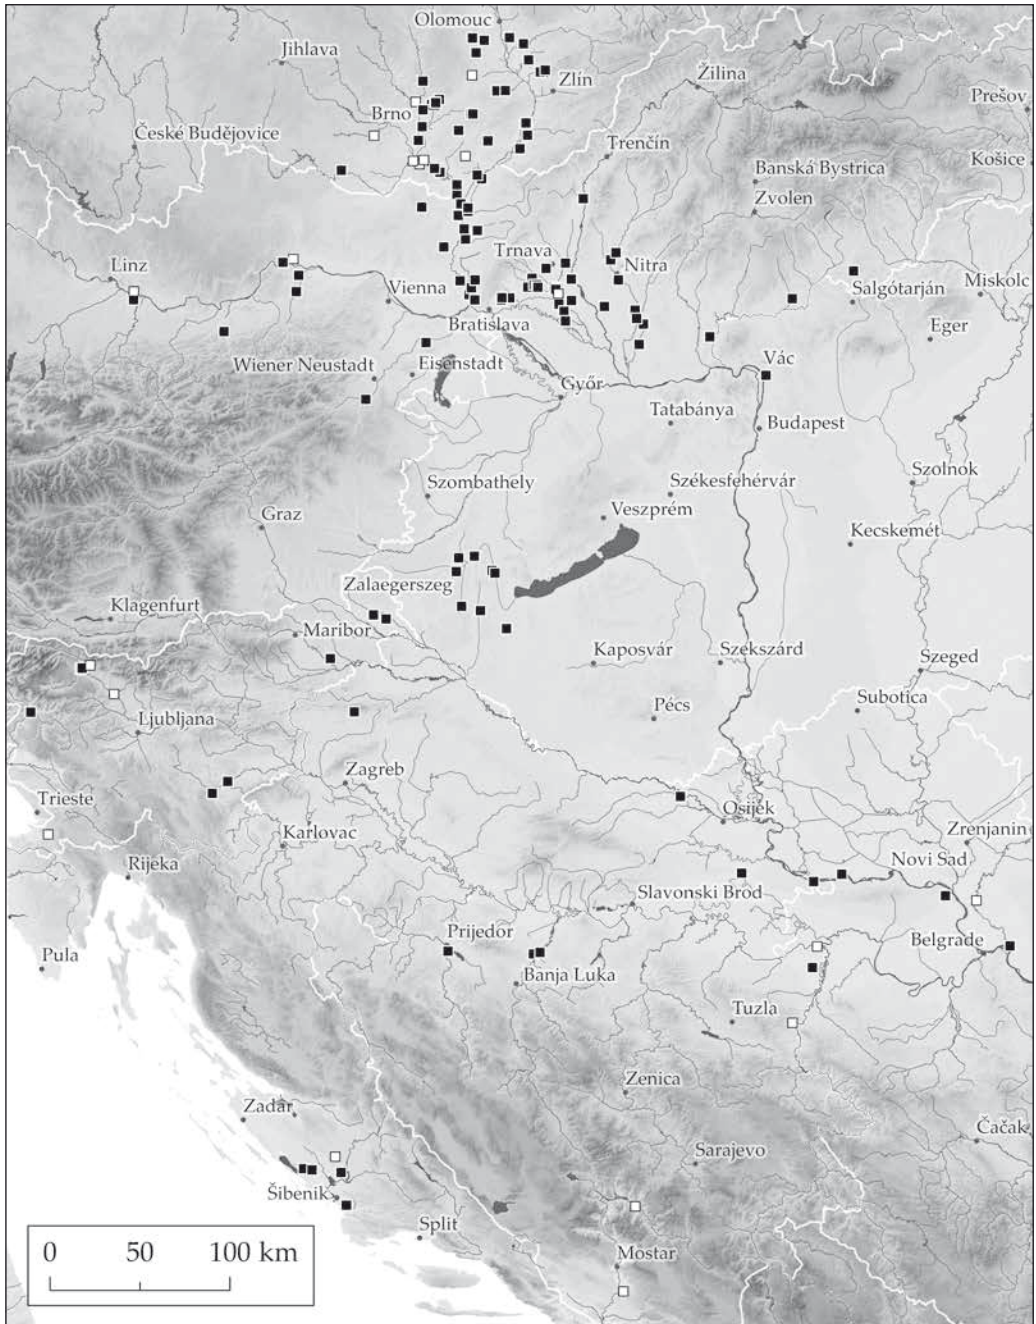 Olomouc
Jihlava
Zlín
Žilina
Prešov
Brno
České Budějovice
Trenčín
Košice
Banská Bystrica
Zvolen
Trnava
Nitra
Linz
Vienna
Salgótarján
Miskolc
Bratislava
Eger
Wiener Neustadt
Eisenstadt
Vác
Győr
Tatabánya
Budapest
Szombathely
Székesfehérvár
Szolnok
Veszprém
Graz
Kecskemét
Zalaegerszeg
Klagenfurt
Maribor
Kaposvár
Szekszárd
Szeged
Subotica
Ljubljana
Pécs
Zagreb
Trieste
Osijek
Karlovac
Zrenjanin
Rijeka
Novi Sad
Slavonski Brod
Prijedor
Belgrade
Pula
Banja Luka
Tuzla
Zenica
Zadar
Čačak
Sarajevo
Šibenik
Split
Mostar
0 50 100 km